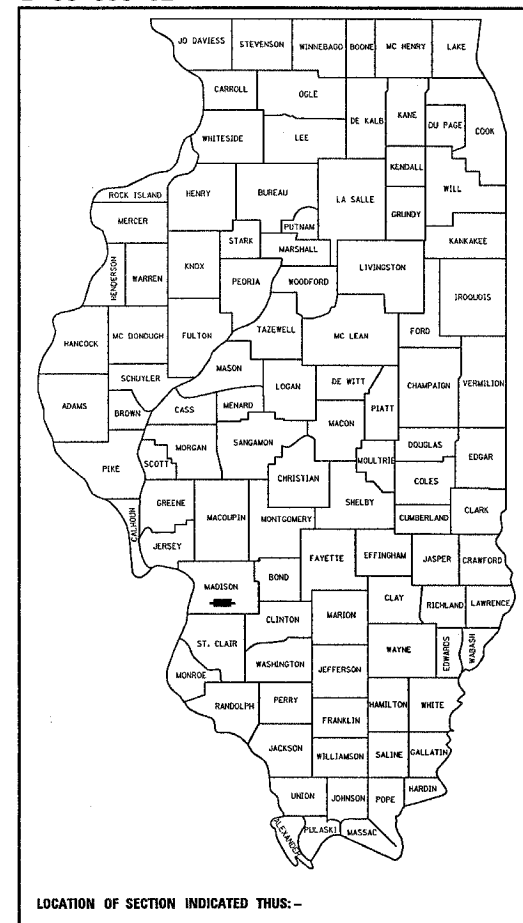 JO DAVIESS STEVENSON WINNEBAGO BOONE MC HENRY LAKE
CARROLL OGLE DE KALB KANE DU PAGE COOK
WHITESIDE LEE
KENDALL WILL
ROCK ISLAND HENRY BUREAU LA SALLE GRUNDY
MERCER PUTNAM
STARK MARSHALL KANKAKEE
HENDERSON WARREN KNOX PEORIA WOODFORD LIVINGSTON IROQUOIS
HANCOCK MC DONOUGH FULTON TAZEWELL MC LEAN FORD
MASON
SCHUYLER LOGAN DE WITT CHAMPAIGN VERMILION
ADAMS BROWN CASS MENARD PIATT
MACON
MORGAN SANGAMON DOUGLAS
PIKE SCOTT CHRISTIAN MOULTRIE COLES EDGAR
CALHOUN GREENE MACOUPIN MONTGOMERY SHELBY CUMBERLAND CLARK
JERSEY FAYETTE EFFINGHAM JASPER CRAWFORD
MADISON BOND
CLAY RICHLAND LAWRENCE
CLINTON MARION
ST. CLAIR WAYNE EDWARDS WABASH
WASHINGTON JEFFERSON
MONROE
RANDOLPH PERRY HAMILTON WHITE
FRANKLIN
JACKSON WILLIAMSON SALINE GALLATIN
UNION JOHNSON POPE HARDIN
ALEXANDER PULASKI MASSAC
LOCATION OF SECTION INDICATED THUS: –